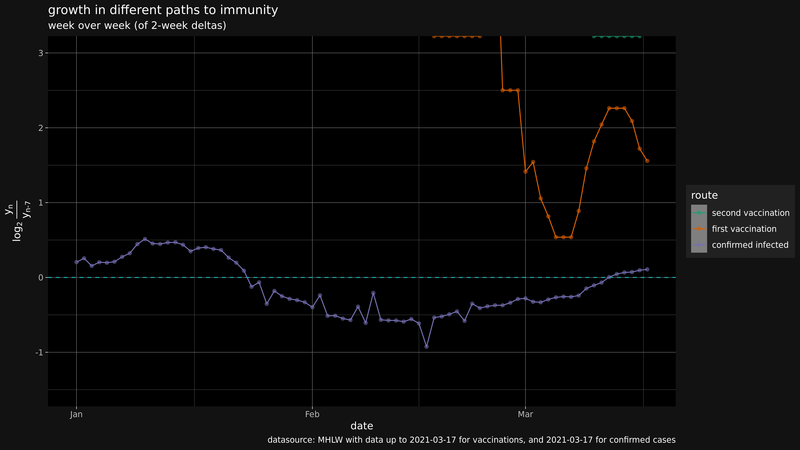 growth in different paths to immunity
week over week (of 2-week deltas)
3
2
1
0
-1
log2 yn
yn-7
Jan
Feb
Mar
date
route
second vaccination
first vaccination
confirmed infected
datasource: MHLW with data up to 2021-03-17 for vaccinations, and 2021-03-17 for confirmed cases